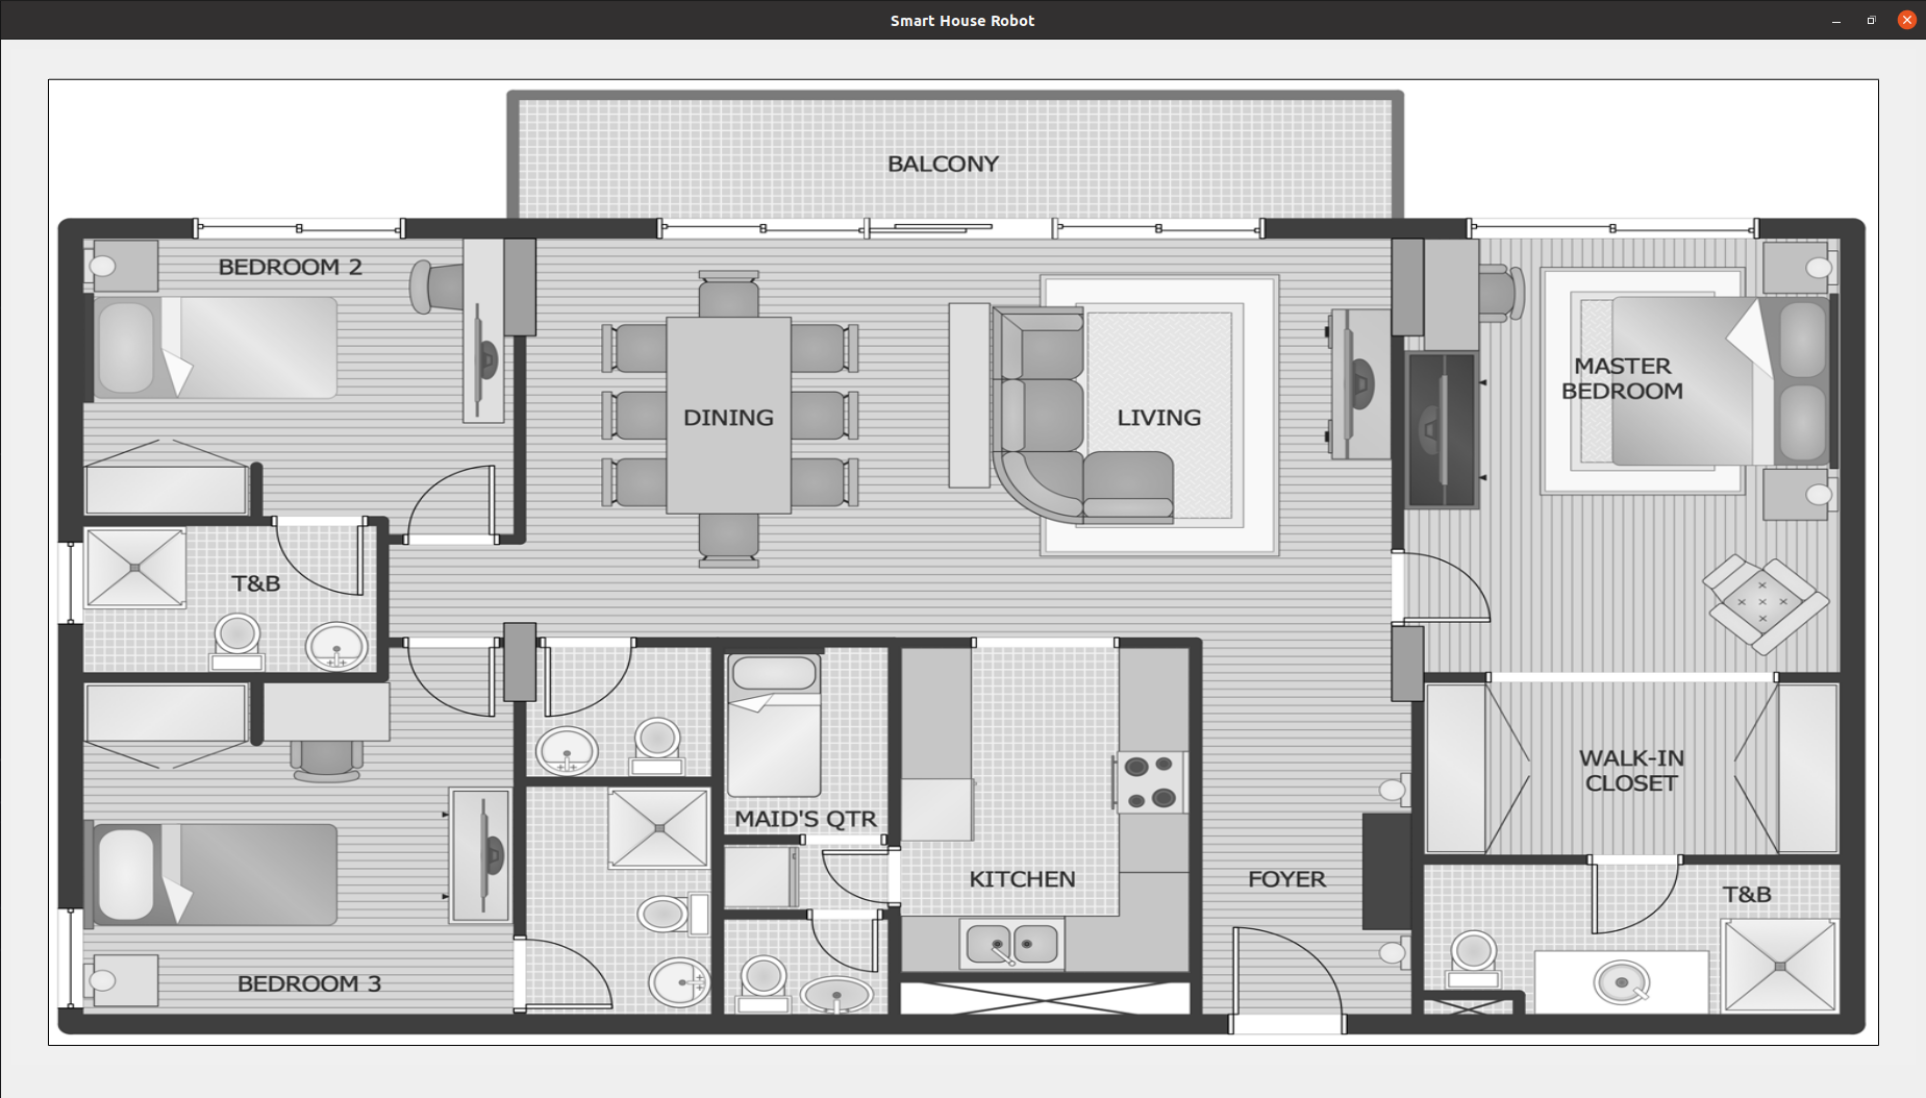 Smart House Robot
BALCONY
BEDROOM 2
MASTER
BEDROOM
DINING
LIVING
T&B
WALK-IN
CLOSET
MAID'S QTR
KITCHEN
FOYER
T&B
BEDROOM 3